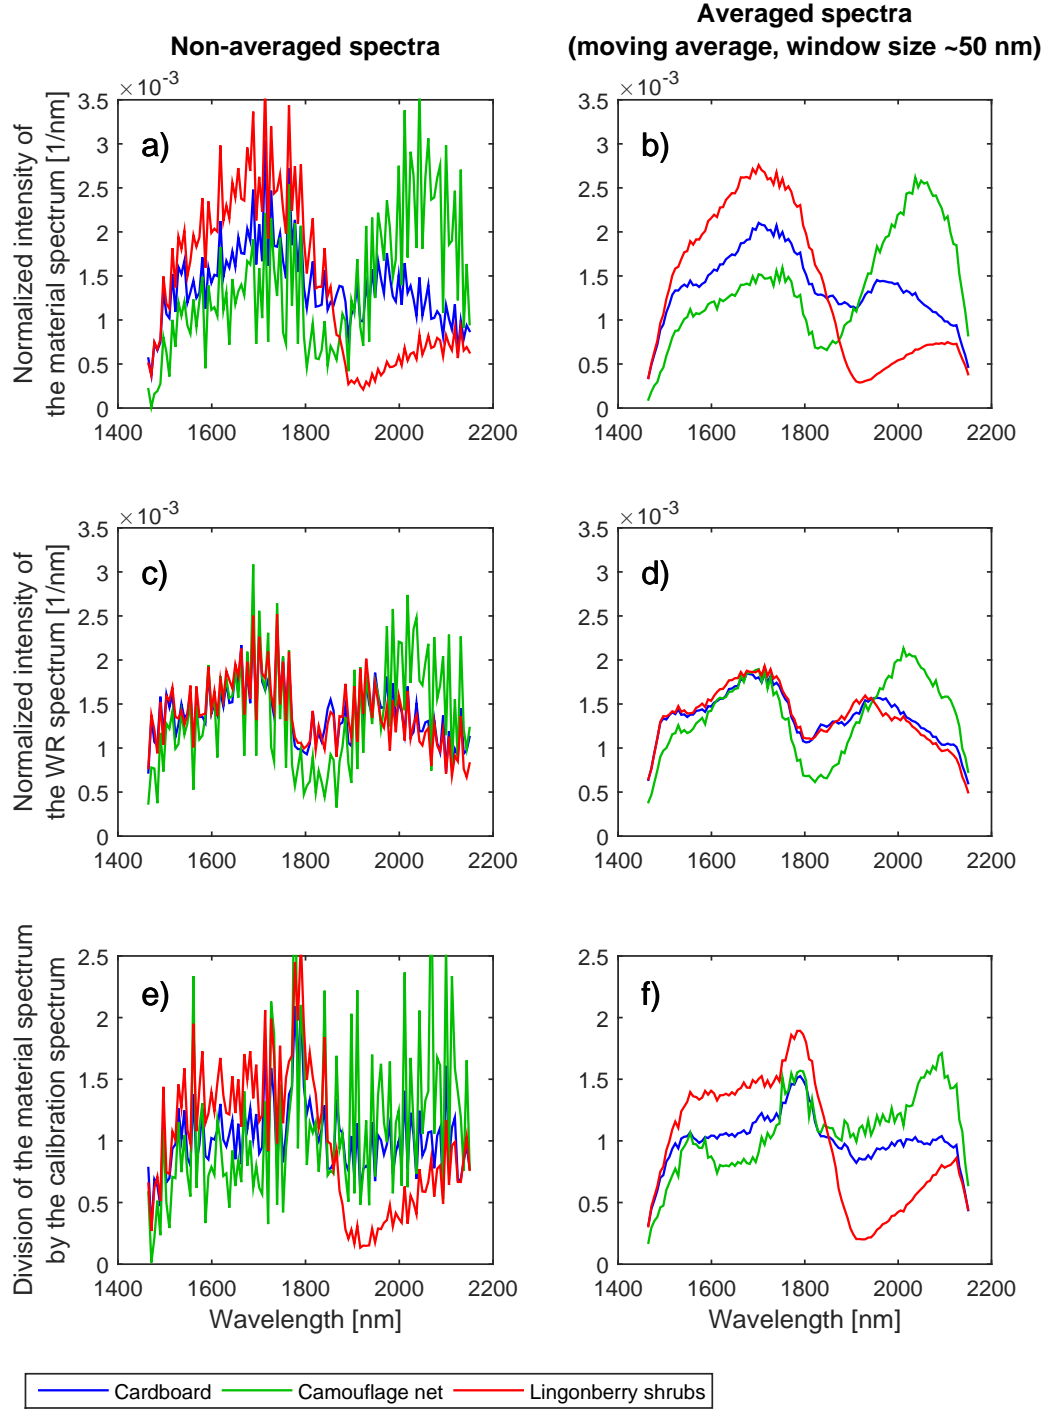 Non-averaged spectra
Averaged spectra
(moving average, window size ~50 nm)
×10-3
3.5
3
2.5
2
1.5
1
0.5
0
1400 1600 1800 2000 2200
a)
Normalized intensity of
the material spectrum [1/nm]
×10-3
3.5
3
2.5
2
1.5
1
0.5
0
1400 1600 1800 2000 2200
b)
×10-3
3.5
3
2.5
2
1.5
1
0.5
0
1400 1600 1800 2000 2200
c)
Normalized intensity of
the WR spectrum [1/nm]
×10-3
3.5
3
2.5
2
1.5
1
0.5
0
1400 1600 1800 2000 2200
d)
2.5
2
1.5
1
0.5
0
1400 1600 1800 2000 2200
e)
Division of the material spectrum
by the calibration spectrum
Wavelength [nm]
2.5
2
1.5
1
0.5
0
1400 1600 1800 2000 2200
f)
Wavelength [nm]
Cardboard Camouflage net Lingonberry shrubs